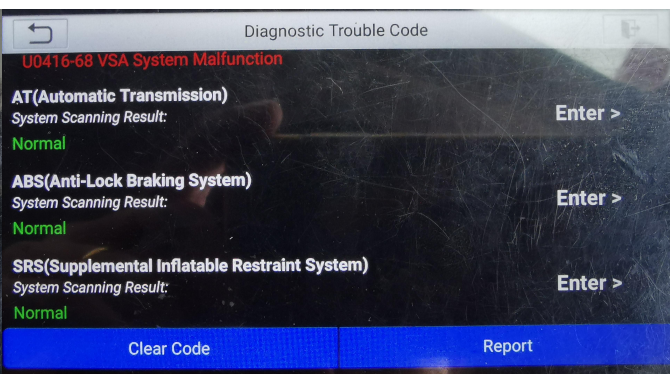 Diagnostic Trouble Code
U0416-68 VSA System Malfunction
AT(Automatic Transmission)
System Scanning Result:
Enter >
Normal
ABS(Anti-Lock Braking System)
System Scanning Result:
Enter >
Normal
SRS(Supplemental Inflatable Restraint System)
System Scanning Result:
Enter >
Normal
Clear Code
Report